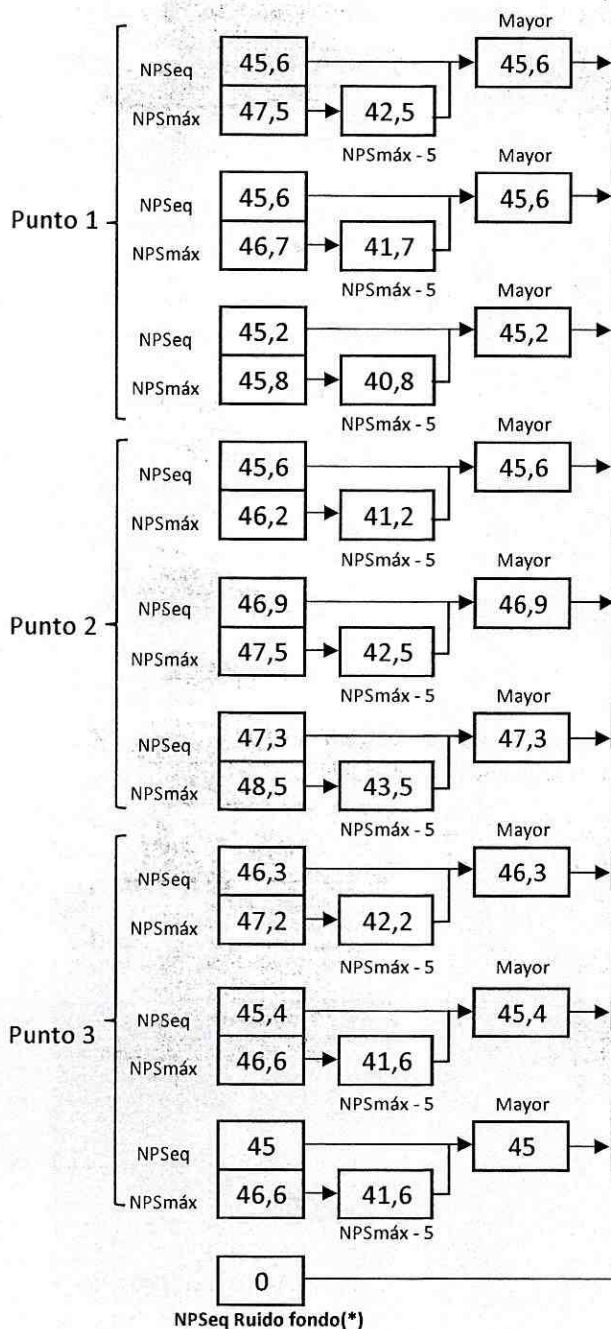 Mayor
NPSeq 45,6 45,6
NPSmáx 47,5 42,5
NPSmáx - 5
Mayor
NPSeq 45,6 45,6
Punto 1
NPSmáx 46,7 41,7
NPSmáx - 5
Mayor
NPSeq 45,2 45,2
NPSmáx 45,8 40,8
NPSmáx - 5
Mayor
NPSeq 45,6 45,6
NPSmáx 46,2 41,2
NPSmáx - 5
Mayor
NPSeq 46,9 46,9
Punto 2
NPSmáx 47,5 42,5
NPSmáx - 5
Mayor
NPSeq 47,3 47,3
NPSmáx 48,5 43,5
NPSmáx - 5
Mayor
NPSeq 46,3 46,3
NPSmáx 47,2 42,2
NPSmáx - 5
Mayor
NPSeq 45,4 45,4
Punto 3
NPSmáx 46,6 41,6
NPSmáx - 5
Mayor
NPSeq 45 45
NPSmáx 46,6 41,6
NPSmáx - 5
0
NPSeq Ruido fondo(*)